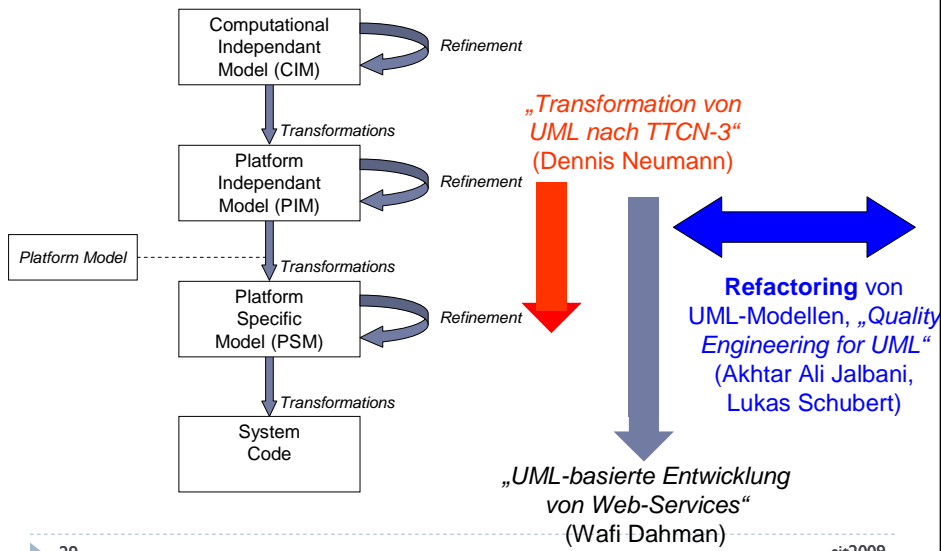 Computational
Independant
Model (CIM)
Refinement
Transformations
Platform
Independant
Model (PIM)
Refinement
Platform Model
Transformations
Platform
Specific
Model (PSM)
Refinement
Transformations
System
Code
„Transformation von
UML nach TTCN-3“
(Dennis Neumann)
Refactoring von
UML-Modellen, „Quality
Engineering for UML“
(Akhtar Ali Jalbani,
Lukas Schubert)
„UML-basierte Entwicklung
von Web-Services“
(Wafi Dahman)